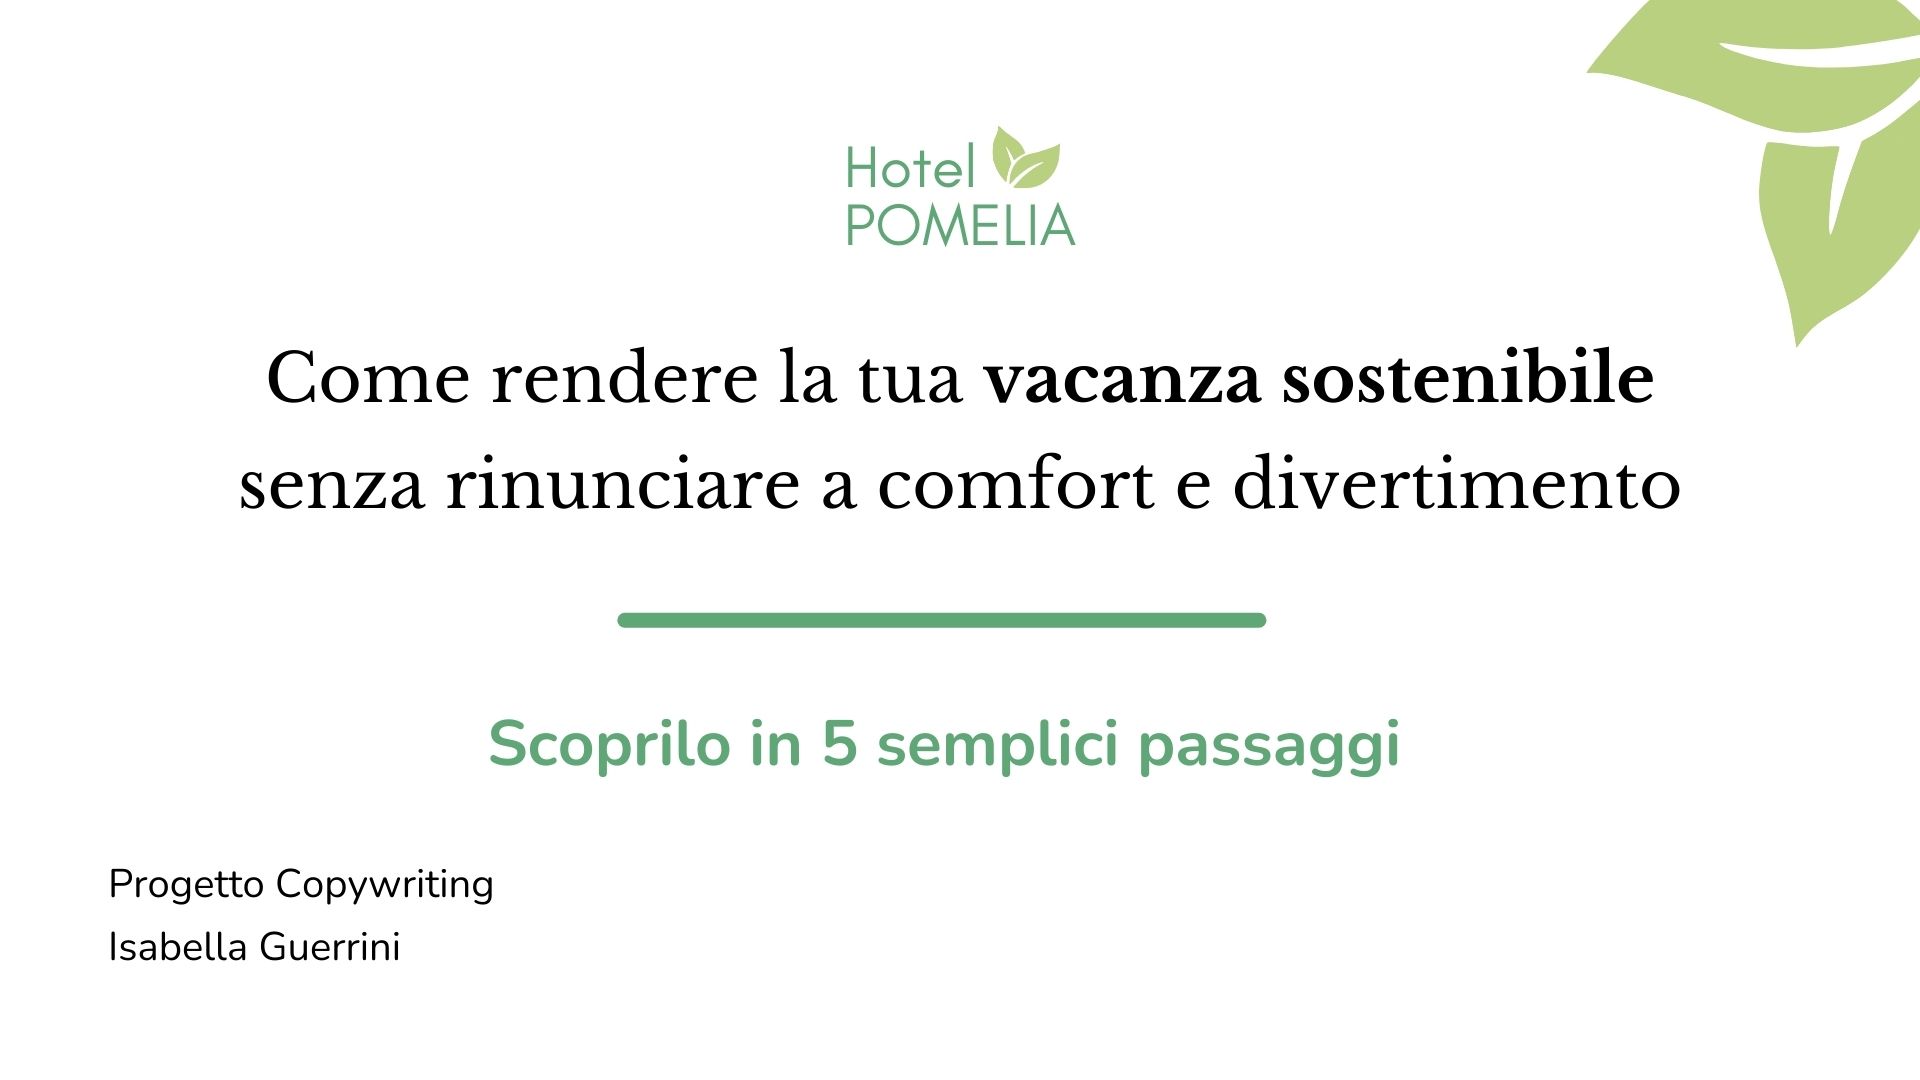 Hotel
POMELIA
Come rendere la tua vacanza sostenibile
senza rinunciare a comfort e divertimento
Scoprilo in 5 semplici passaggi
Progetto Copywriting
Isabella Guerrini